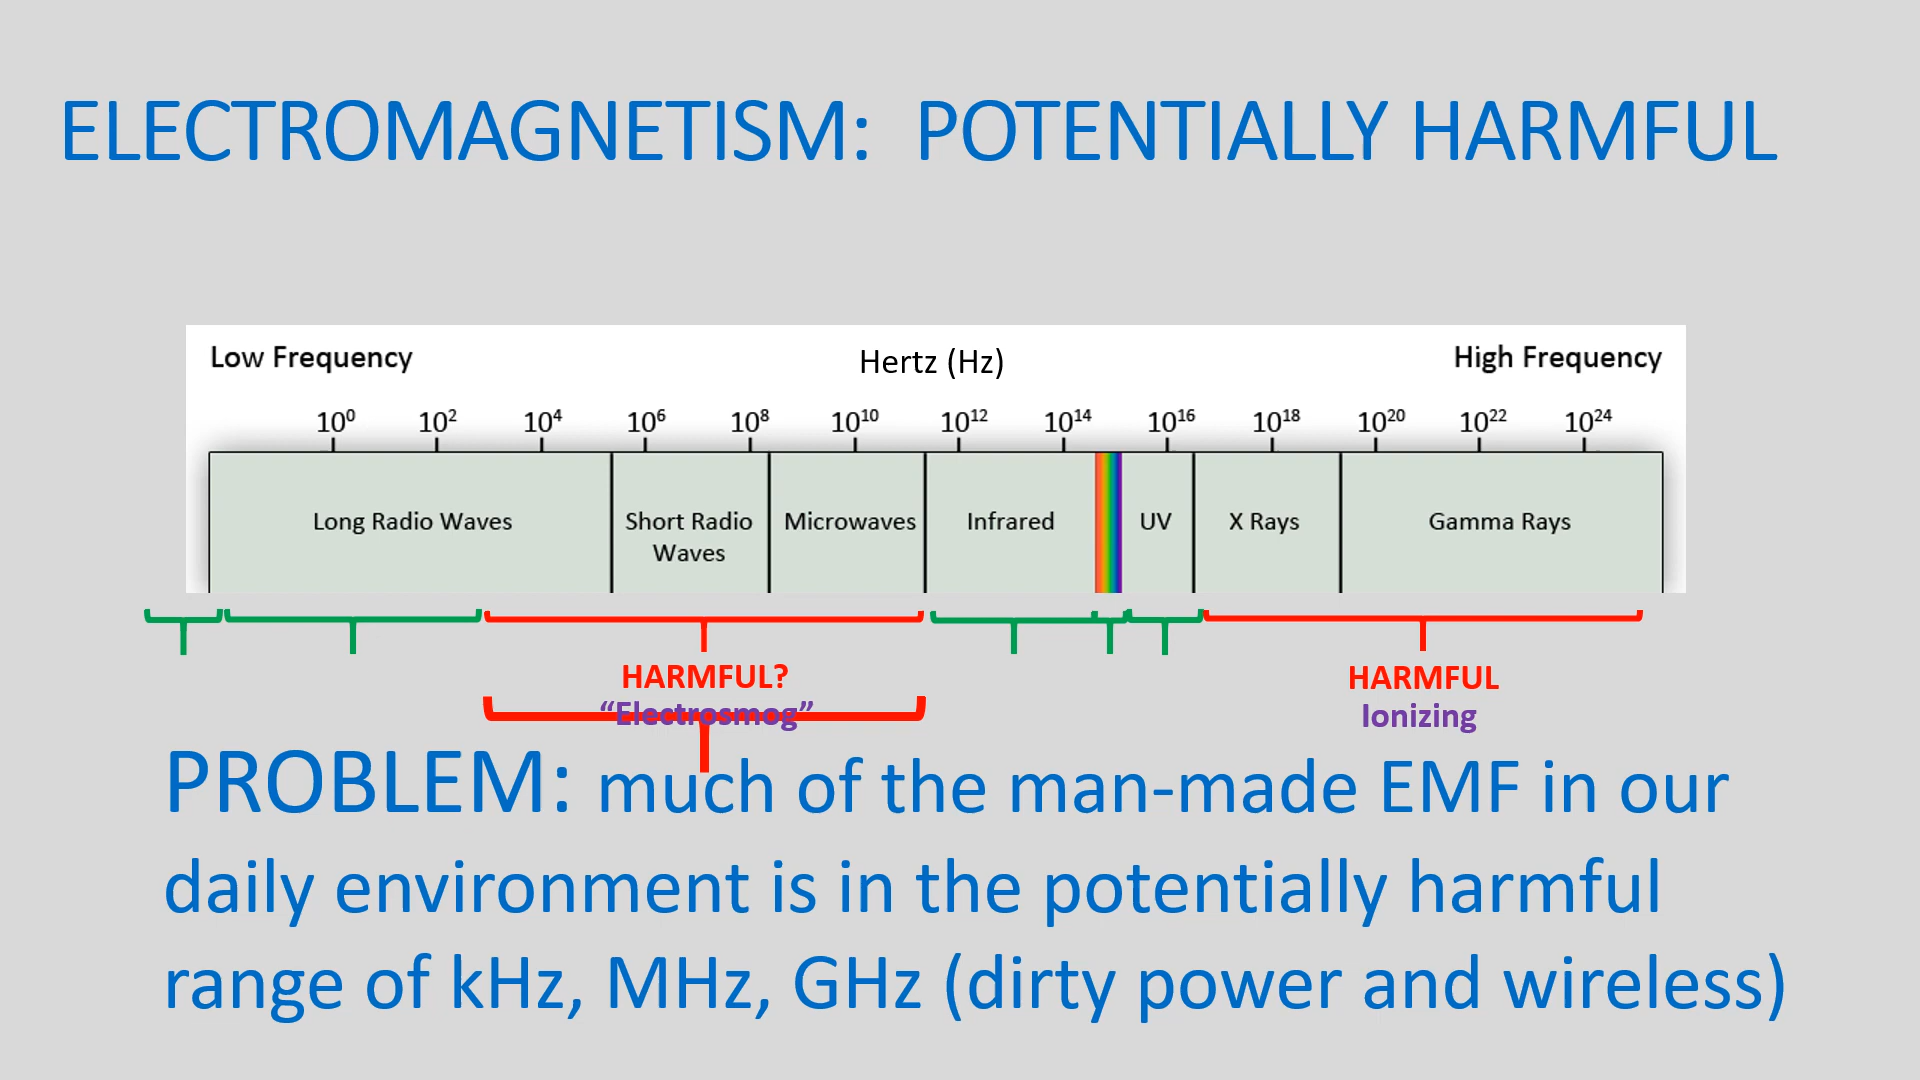 ELECTROMAGNETISM: POTENTIALLY HARMFUL
Low Frequency Hertz (Hz) High Frequency
10⁰ 10² 10⁴ 10⁶ 10⁸ 10¹⁰ 10¹² 10¹⁴ 10¹⁶ 10¹⁸ 10²⁰ 10²² 10²⁴
Long Radio Waves Short Radio Microwaves Infrared UV X Rays Gamma Rays
Waves
HARMFUL? HARMFUL
“Electrosmog” Ionizing
PROBLEM: much of the man-made EMF in our
daily environment is in the potentially harmful
range of kHz, MHz, GHz (dirty power and wireless)